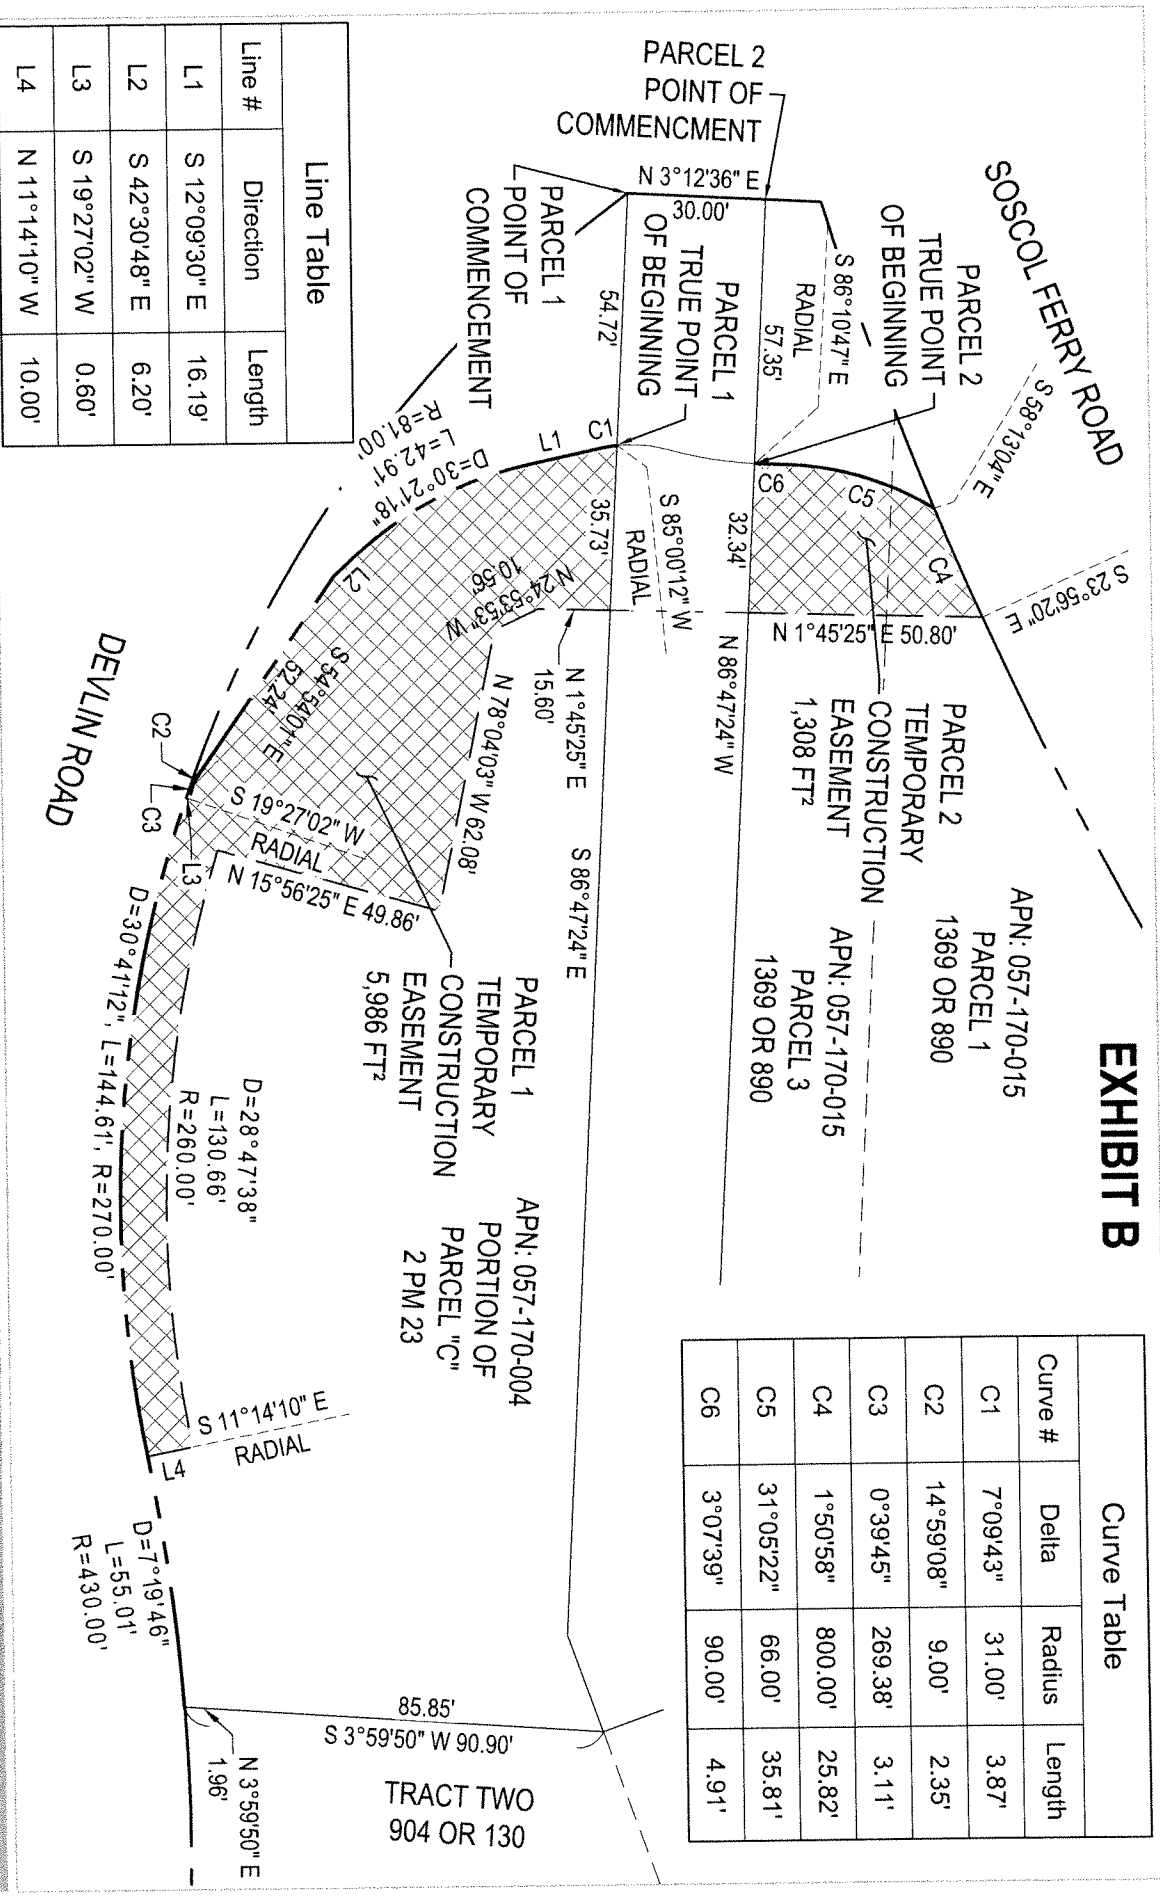 EXHIBIT B
SOSCOL FERRY ROAD
S 58°13'04" E
S 23°56'20" E
PARCEL 2
TRUE POINT
OF BEGINNING
PARCEL 2
POINT OF
COMMENCMENT
S 86°10'47" E
RADIAL
N 3°12'36" E
30.00'
57.35'
C6
C5
C4
32.34'
N 1°45'25" E 50.80'
N 86°47'24" W
PARCEL 2
TEMPORARY
CONSTRUCTION
EASEMENT
1,308 FT²
APN: 057-170-015
PARCEL 1
1369 OR 890
APN: 057-170-015
PARCEL 3
1369 OR 890
PARCEL 1
TRUE POINT
OF BEGINNING
54.72'
PARCEL 1
POINT OF
COMMENCEMENT
C1
L1
35.73'
S 85°00'12" W
RADIAL
N 1°45'25" E
15.60'
S 86°47'24" E
D=30°21'18"
L=42.91'
R=81.00'
N 24°53'53" W
10.56'
L2
S 54°54'01" E
52.24'
N 78°04'03" W 62.08'
S 19°27'02" W
RADIAL
N 15°56'25" E 49.86'
C2
C3
L3
DEVLIN ROAD
PARCEL 1
TEMPORARY
CONSTRUCTION
EASEMENT
5,986 FT²
APN: 057-170-004
PORTION OF
PARCEL "C"
2 PM 23
D=28°47'38"
L=130.66'
R=260.00'
D=30°41'12", L=144.61', R=270.00'
S 11°14'10" E
RADIAL
L4
D=7°19'46"
L=55.01'
R=430.00'
85.85'
S 3°59'50" W 90.90'
N 3°59'50" E
1.96'
TRACT TWO
904 OR 130
Curve Table
Curve # Delta Radius Length
C1 7°09'43" 31.00' 3.87'
C2 14°59'08" 9.00' 2.35'
C3 0°39'45" 269.38' 3.11'
C4 1°50'58" 800.00' 25.82'
C5 31°05'22" 66.00' 35.81'
C6 3°07'39" 90.00' 4.91'
Line Table
Line # Direction Length
L1 S 12°09'30" E 16.19'
L2 S 42°30'48" E 6.20'
L3 S 19°27'02" W 0.60'
L4 N 11°14'10" W 10.00'